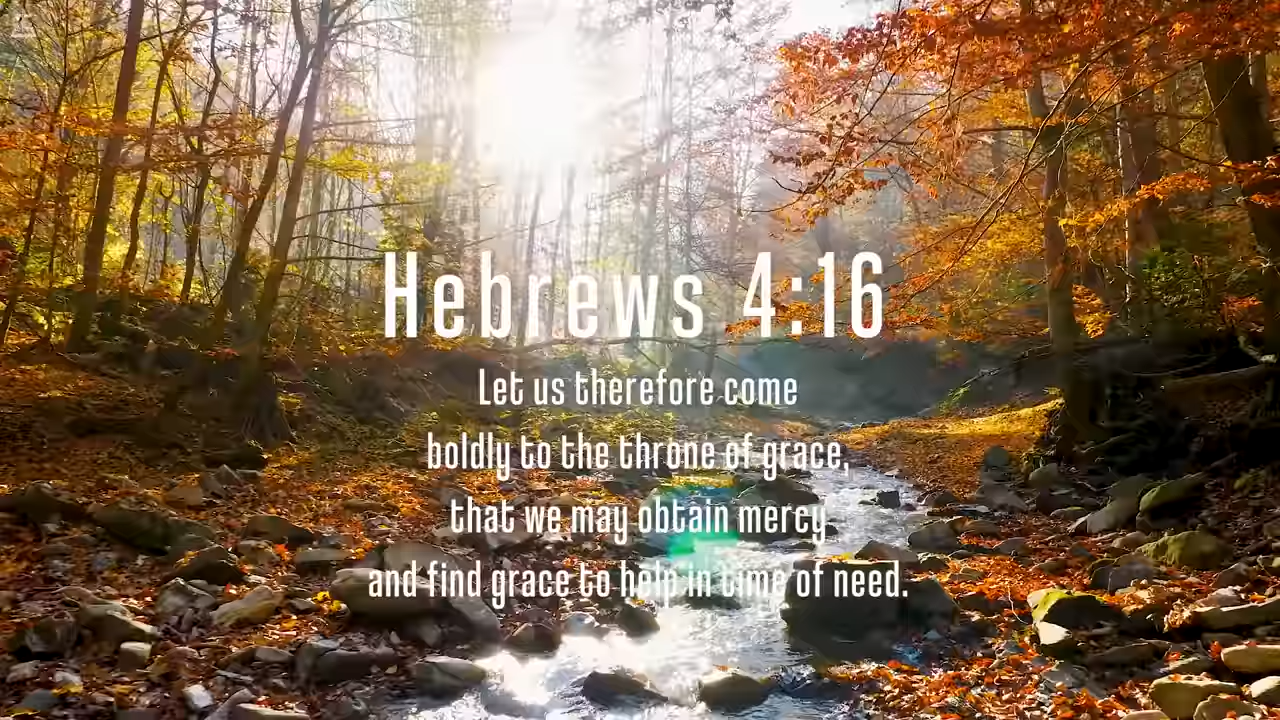 Hebrews 4:16
Let us therefore come
boldly to the throne of grace,
that we may obtain mercy
and find grace to help in time of need.